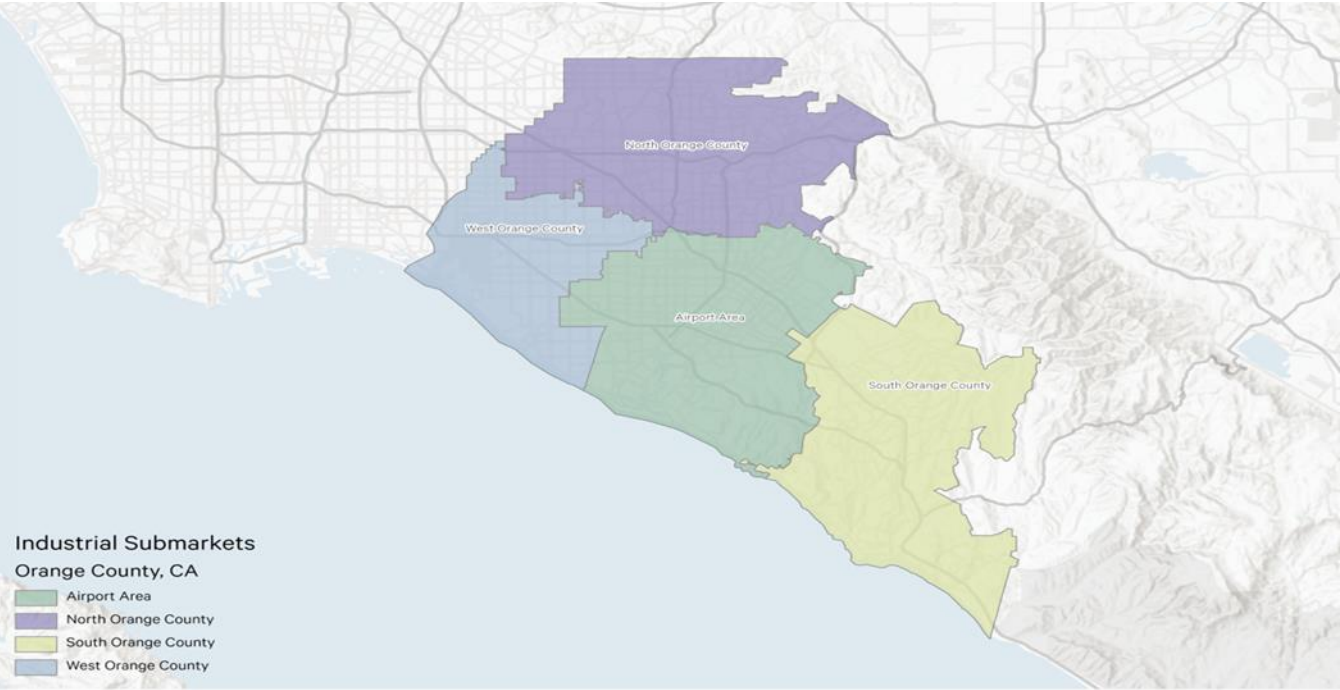 North Orange County
West Orange County
Airport Area
South Orange County
Industrial Submarkets
Orange County, CA
Airport Area
North Orange County
South Orange County
West Orange County